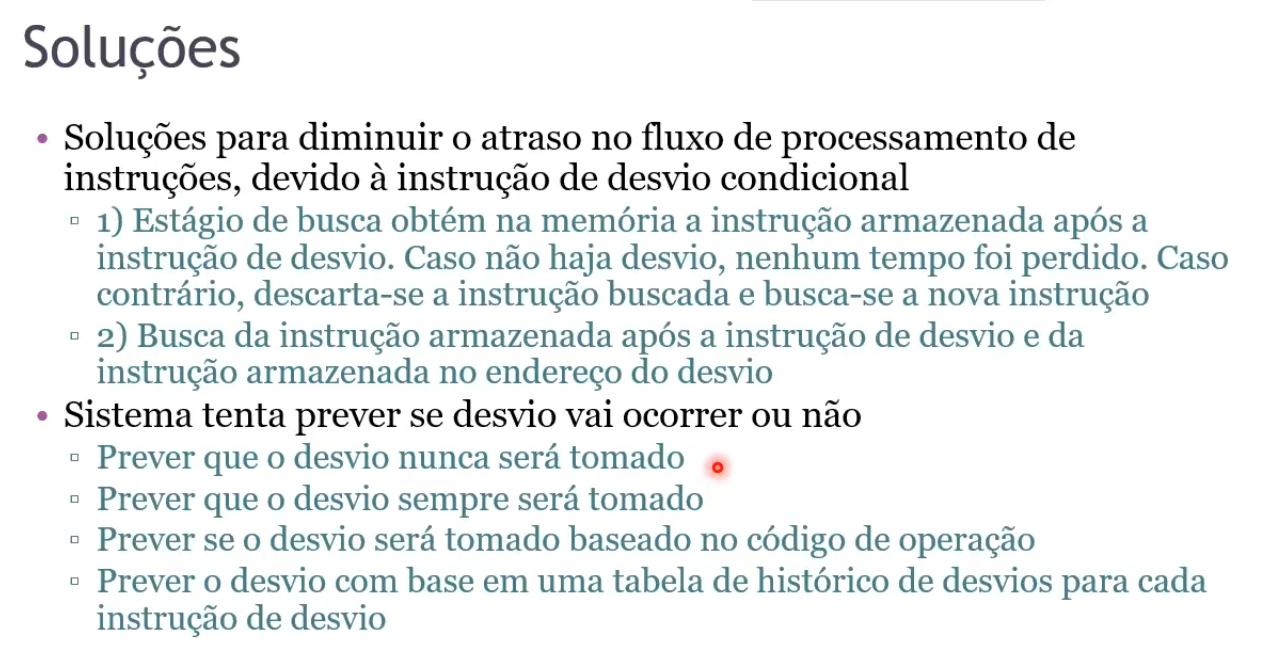 Soluções
• Soluções para diminuir o atraso no fluxo de processamento de
instruções, devido à instrução de desvio condicional
▫ 1) Estágio de busca obtém na memória a instrução armazenada após a
instrução de desvio. Caso não haja desvio, nenhum tempo foi perdido. Caso
contrário, descarta-se a instrução buscada e busca-se a nova instrução
▫ 2) Busca da instrução armazenada após a instrução de desvio e da
instrução armazenada no endereço do desvio
• Sistema tenta prever se desvio vai ocorrer ou não
▫ Prever que o desvio nunca será tomado
▫ Prever que o desvio sempre será tomado
▫ Prever se o desvio será tomado baseado no código de operação
▫ Prever o desvio com base em uma tabela de histórico de desvios para cada
instrução de desvio